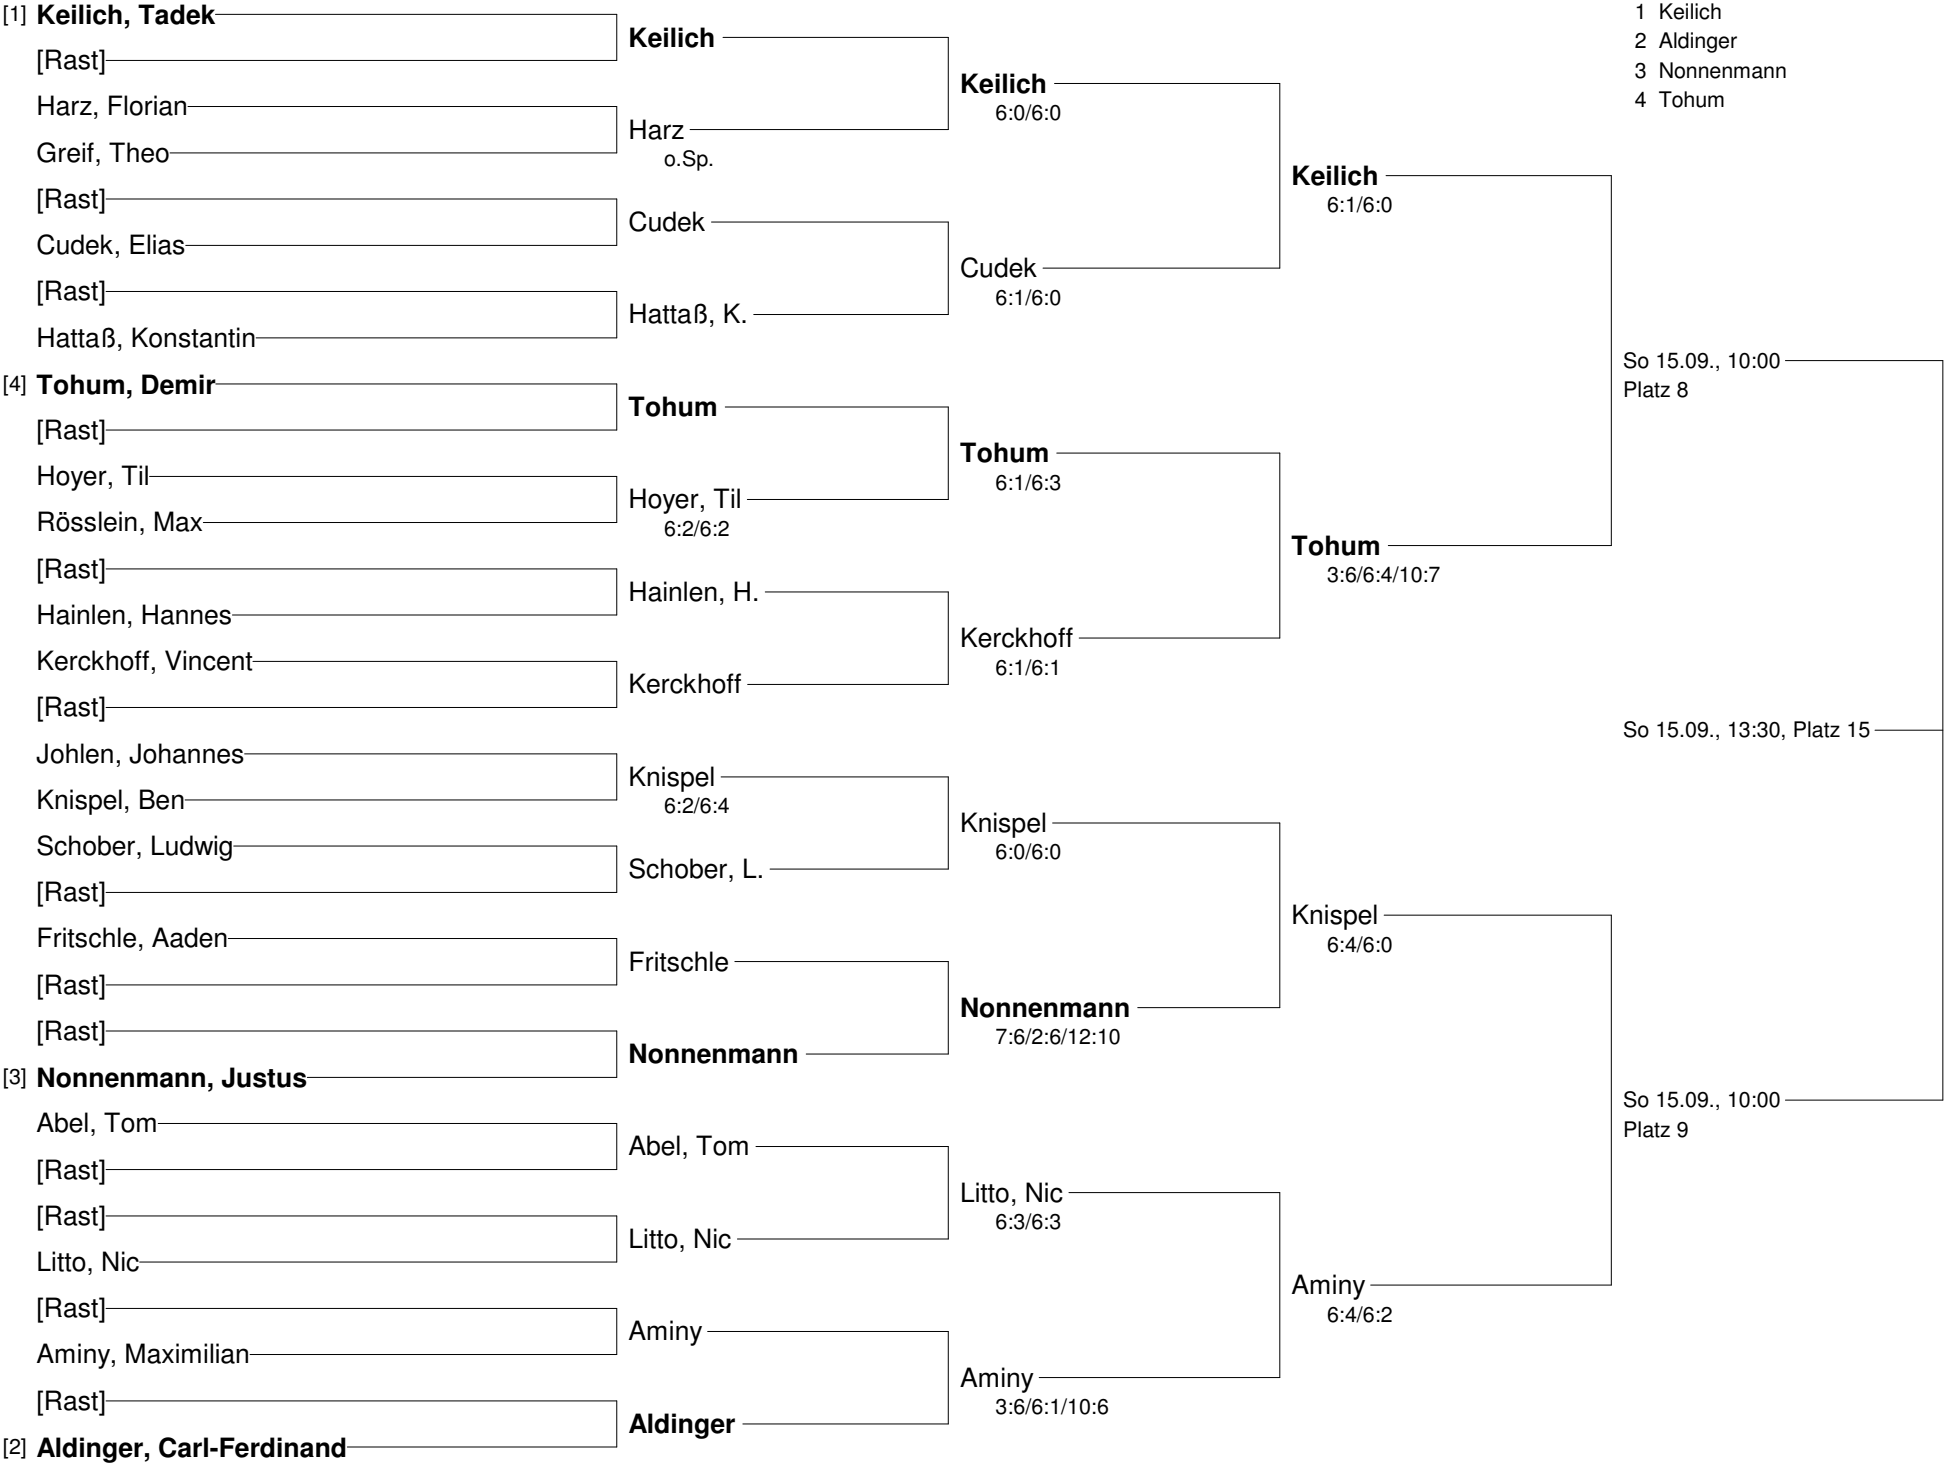 [1] Keilich, Tadek
[Rast]
Harz, Florian
Greif, Theo
[Rast]
Cudek, Elias
[Rast]
Hattaß, Konstantin
[4] Tohum, Demir
[Rast]
Hoyer, Til
Rösslein, Max
[Rast]
Hainlen, Hannes
Kerckhoff, Vincent
[Rast]
Johlen, Johannes
Knispel, Ben
Schober, Ludwig
[Rast]
Fritschle, Aaden
[Rast]
[Rast]
[3] Nonnenmann, Justus
Abel, Tom
[Rast]
[Rast]
Litto, Nic
[Rast]
Aminy, Maximilian
[Rast]
[2] Aldinger, Carl-Ferdinand
Keilich
Harz
o.Sp.
Cudek
Hattaß, K.
Tohum
Hoyer, Til
6:2/6:2
Hainlen, H.
Kerckhoff
Knispel
6:2/6:4
Schober, L.
Fritschle
Nonnenmann
Abel, Tom
Litto, Nic
Aminy
Aldinger
Keilich
6:0/6:0
Cudek
6:1/6:0
Tohum
6:1/6:3
Kerckhoff
6:1/6:1
Knispel
6:0/6:0
Nonnenmann
7:6/2:6/12:10
Litto, Nic
6:3/6:3
Aminy
3:6/6:1/10:6
Keilich
6:1/6:0
Tohum
3:6/6:4/10:7
Knispel
6:4/6:0
Aminy
6:4/6:2
1 Keilich
2 Aldinger
3 Nonnenmann
4 Tohum
So 15.09., 10:00
Platz 8
So 15.09., 13:30, Platz 15
So 15.09., 10:00
Platz 9